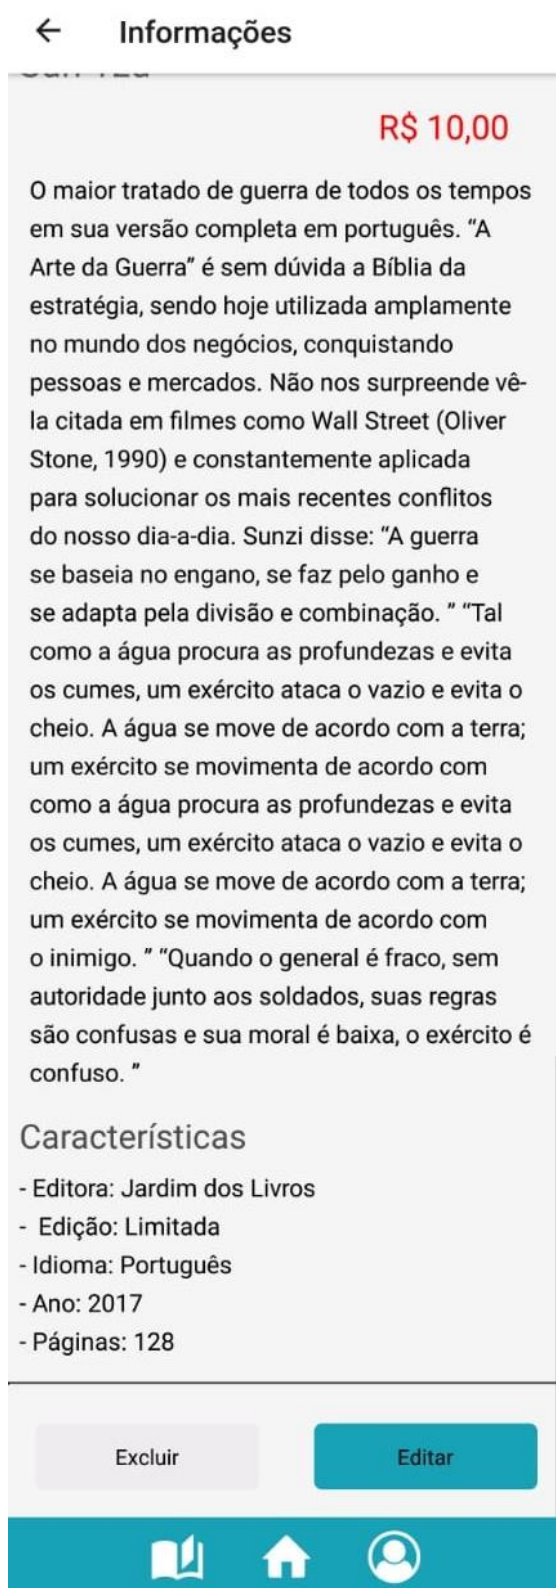 Informações
R$ 10,00
O maior tratado de guerra de todos os tempos
em sua versão completa em português. “A
Arte da Guerra” é sem dúvida a Bíblia da
estratégia, sendo hoje utilizada amplamente
no mundo dos negócios, conquistando
pessoas e mercados. Não nos surpreende vê-
la citada em filmes como Wall Street (Oliver
Stone, 1990) e constantemente aplicada
para solucionar os mais recentes conflitos
do nosso dia-a-dia. Sunzi disse: “A guerra
se baseia no engano, se faz pelo ganho e
se adapta pela divisão e combinação. ” “Tal
como a água procura as profundezas e evita
os cumes, um exército ataca o vazio e evita o
cheio. A água se move de acordo com a terra;
um exército se movimenta de acordo com
como a água procura as profundezas e evita
os cumes, um exército ataca o vazio e evita o
cheio. A água se move de acordo com a terra;
um exército se movimenta de acordo com
o inimigo. ” “Quando o general é fraco, sem
autoridade junto aos soldados, suas regras
são confusas e sua moral é baixa, o exército é
confuso. ”
Características
- Editora: Jardim dos Livros
- Edição: Limitada
- Idioma: Português
- Ano: 2017
- Páginas: 128
Excluir
Editar